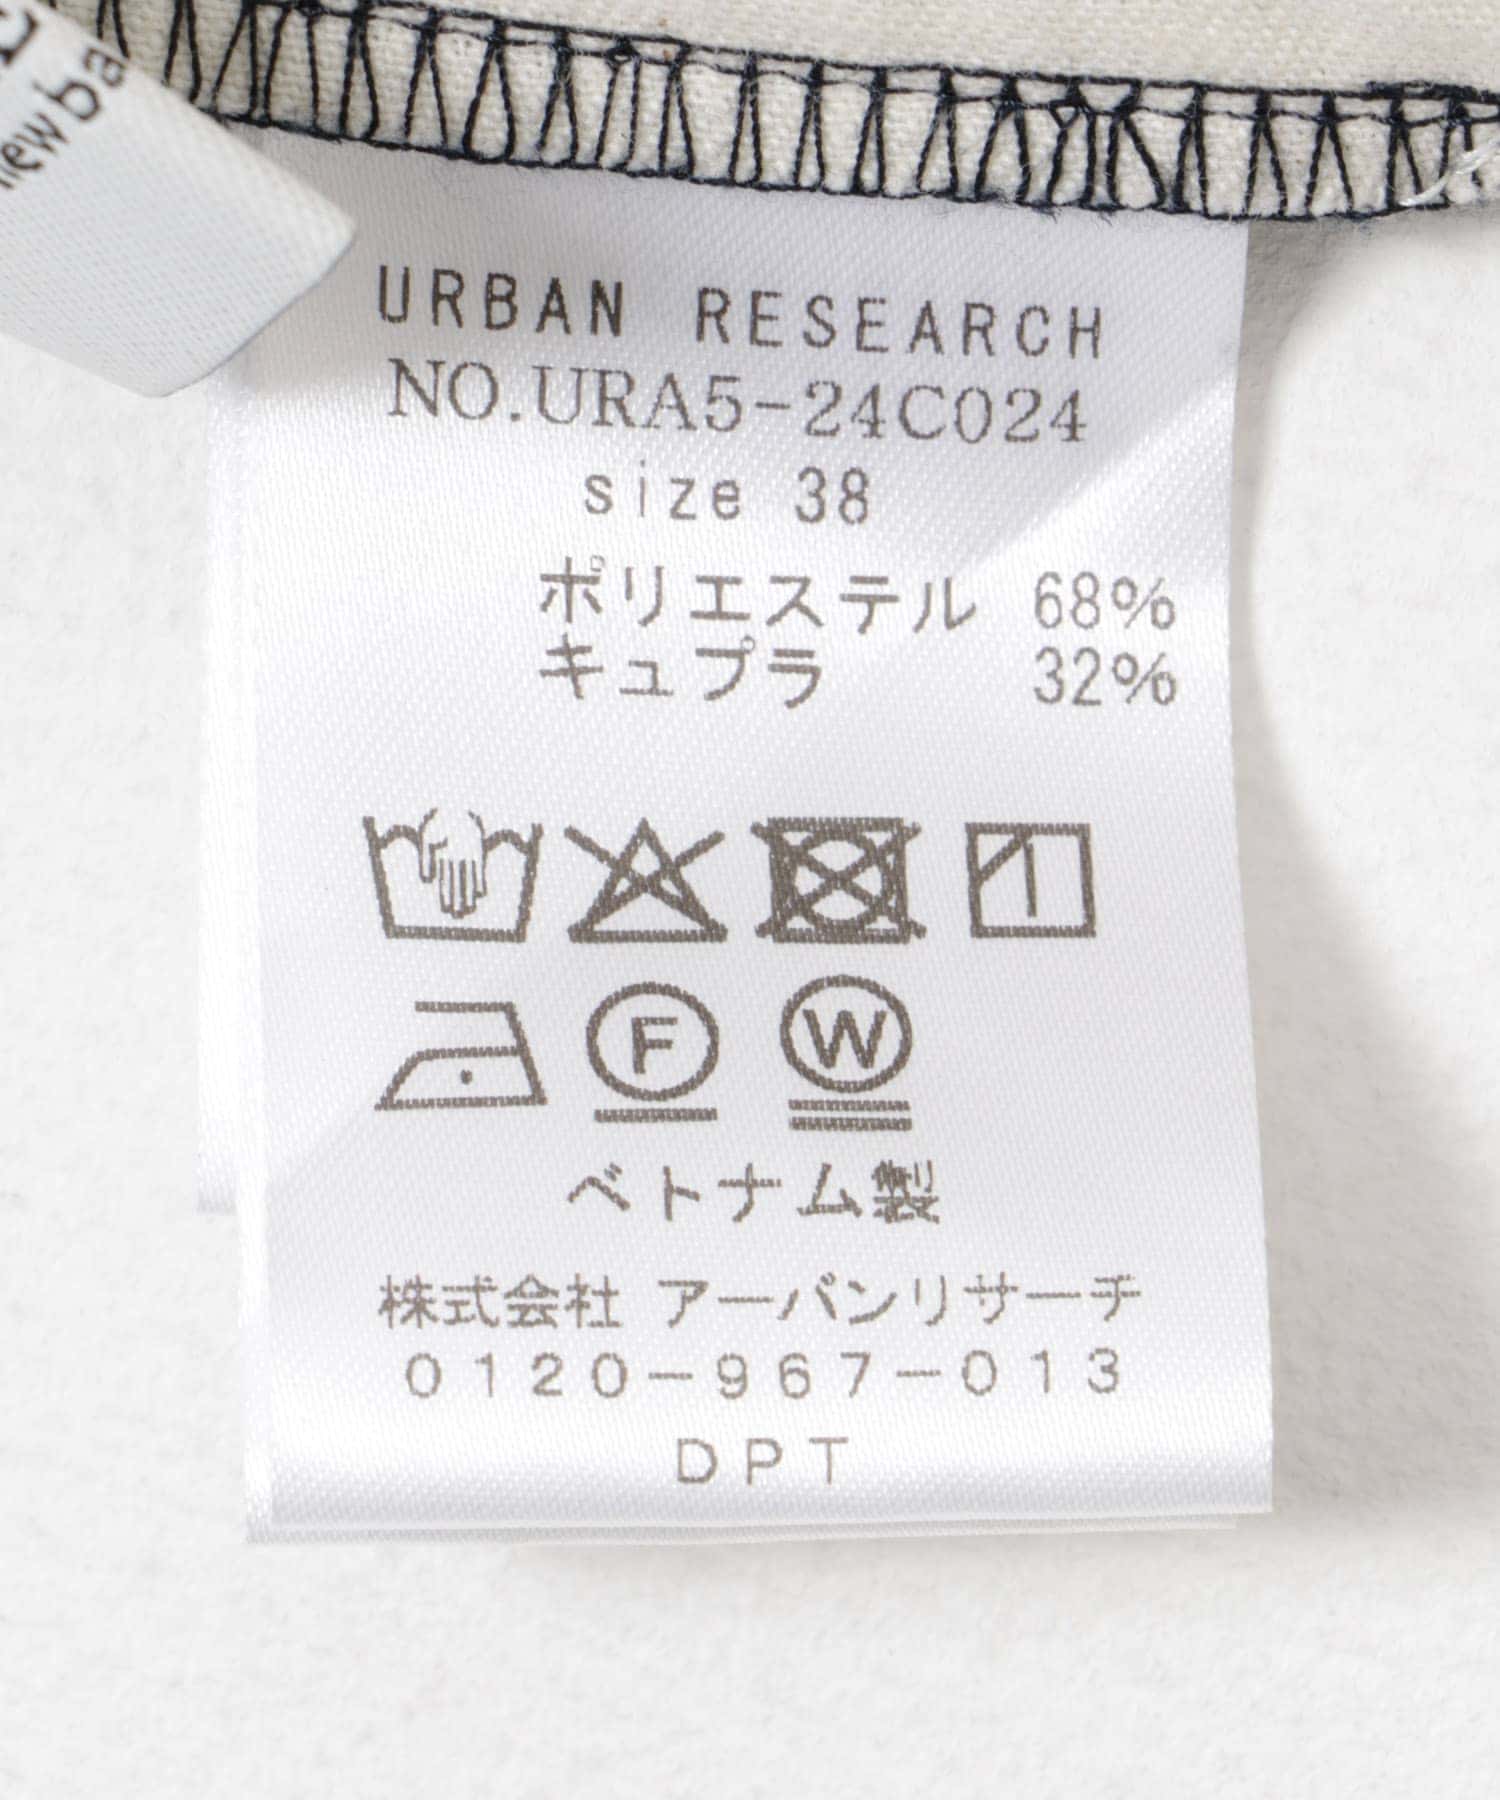 new ba
URBAN RESEARCH
NO.URA5-24C024
size 38
ポリエステル 68%
キュプラ 32%
F W
ベトナム製
株式会社 アーバンリサーチ
0120-967-013
DPT